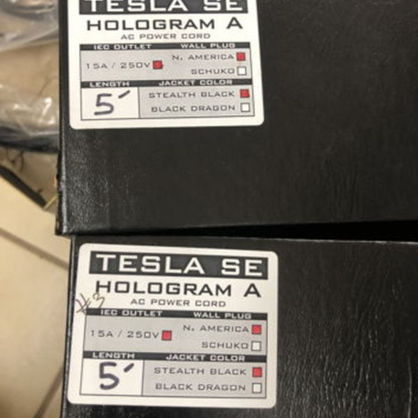 TESLA SE
HOLOGRAM A
AC POWER CORD
IEC OUTLET WALL PLUG
15A / 250V N. AMERICA
SCHUKO
LENGTH JACKET COLOR
5' STEALTH BLACK
BLACK DRAGON
TESLA SE
HOLOGRAM A
#3 AC POWER CORD
IEC OUTLET WALL PLUG
15A / 250V N. AMERICA
SCHUKO
LENGTH JACKET COLOR
5' STEALTH BLACK
BLACK DRAGON